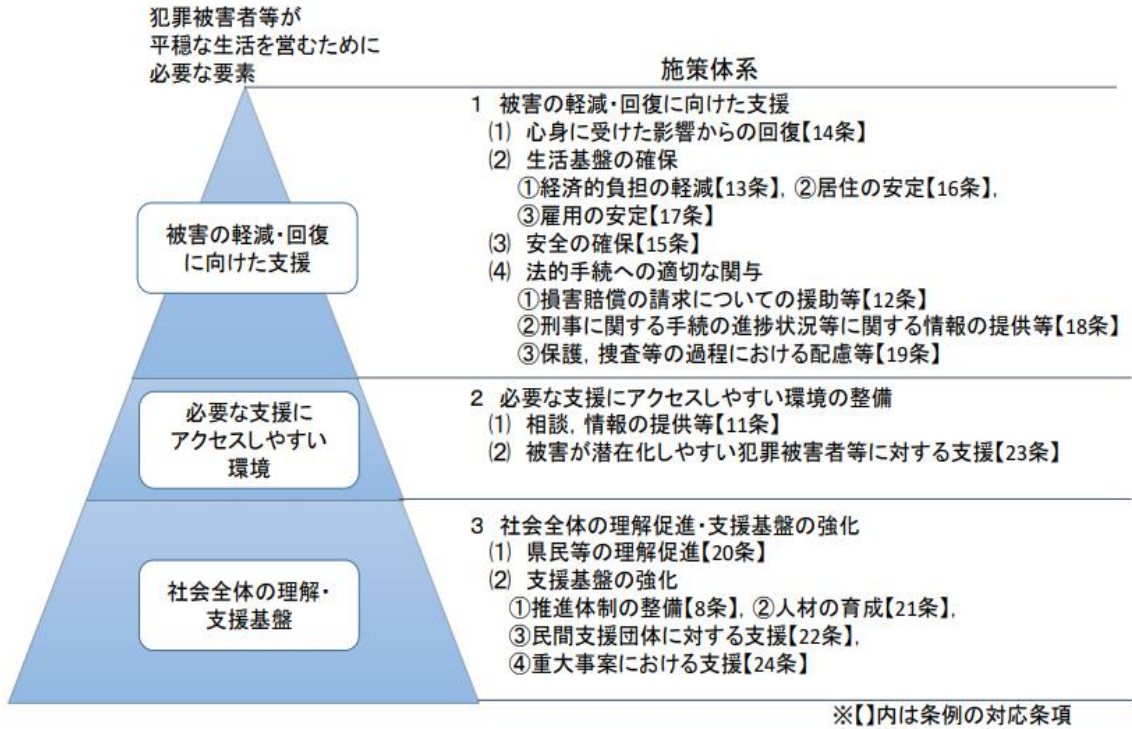 犯罪被害者等が
平穏な生活を営むために
必要な要素
施策体系
被害の軽減・回復
に向けた支援
1 被害の軽減・回復に向けた支援
⑴ 心身に受けた影響からの回復【14条】
⑵ 生活基盤の確保
①経済的負担の軽減【13条】，②居住の安定【16条】，
③雇用の安定【17条】
⑶ 安全の確保【15条】
⑷ 法的手続への適切な関与
①損害賠償の請求についての援助等【12条】
②刑事に関する手続の進捗状況等に関する情報の提供等【18条】
③保護，捜査等の過程における配慮等【19条】
必要な支援に
アクセスしやすい
環境
2 必要な支援にアクセスしやすい環境の整備
⑴ 相談，情報の提供等【11条】
⑵ 被害が潜在化しやすい犯罪被害者等に対する支援【23条】
社会全体の理解・
支援基盤
3 社会全体の理解促進・支援基盤の強化
⑴ 県民等の理解促進【20条】
⑵ 支援基盤の強化
①推進体制の整備【8条】，②人材の育成【21条】，
③民間支援団体に対する支援【22条】，
④重大事案における支援【24条】
※【】内は条例の対応条項